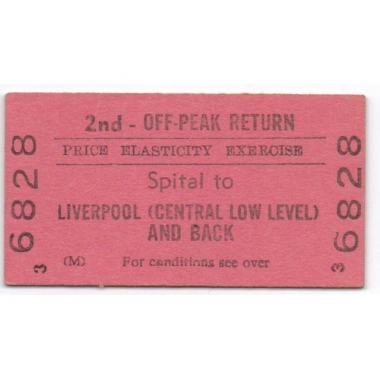 2nd - OFF-PEAK RETURN
PRICE ELASTICITY EXERCISE
Spital to
LIVERPOOL (CENTRAL LOW LEVEL)
AND BACK
(M) For conditions see over
3 6828
3 6828